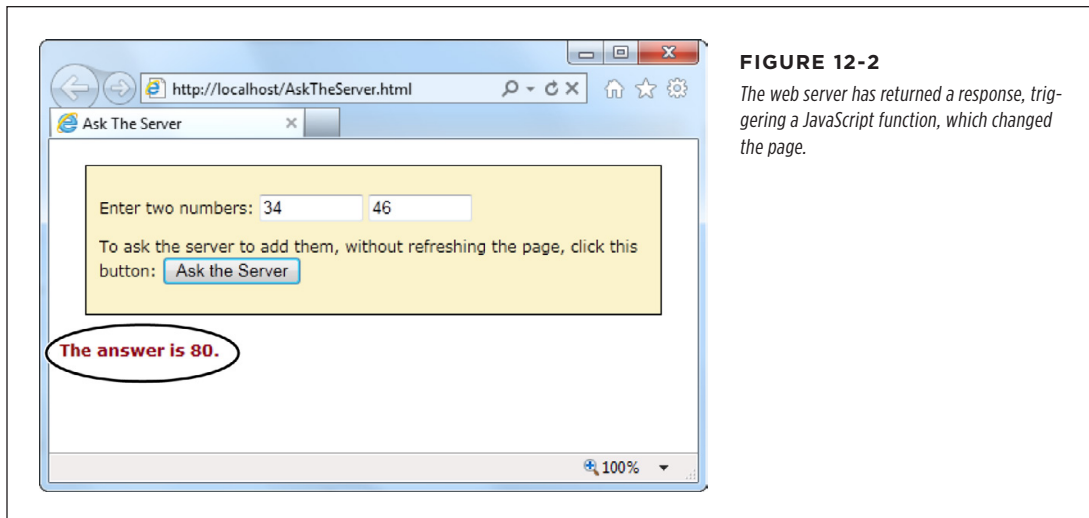 http://localhost/AskTheServer.html
Ask The Server
Enter two numbers: 34 46
To ask the server to add them, without refreshing the page, click this
button: Ask the Server
The answer is 80.
100%
FIGURE 12-2
The web server has returned a response, trig-
gering a JavaScript function, which changed
the page.